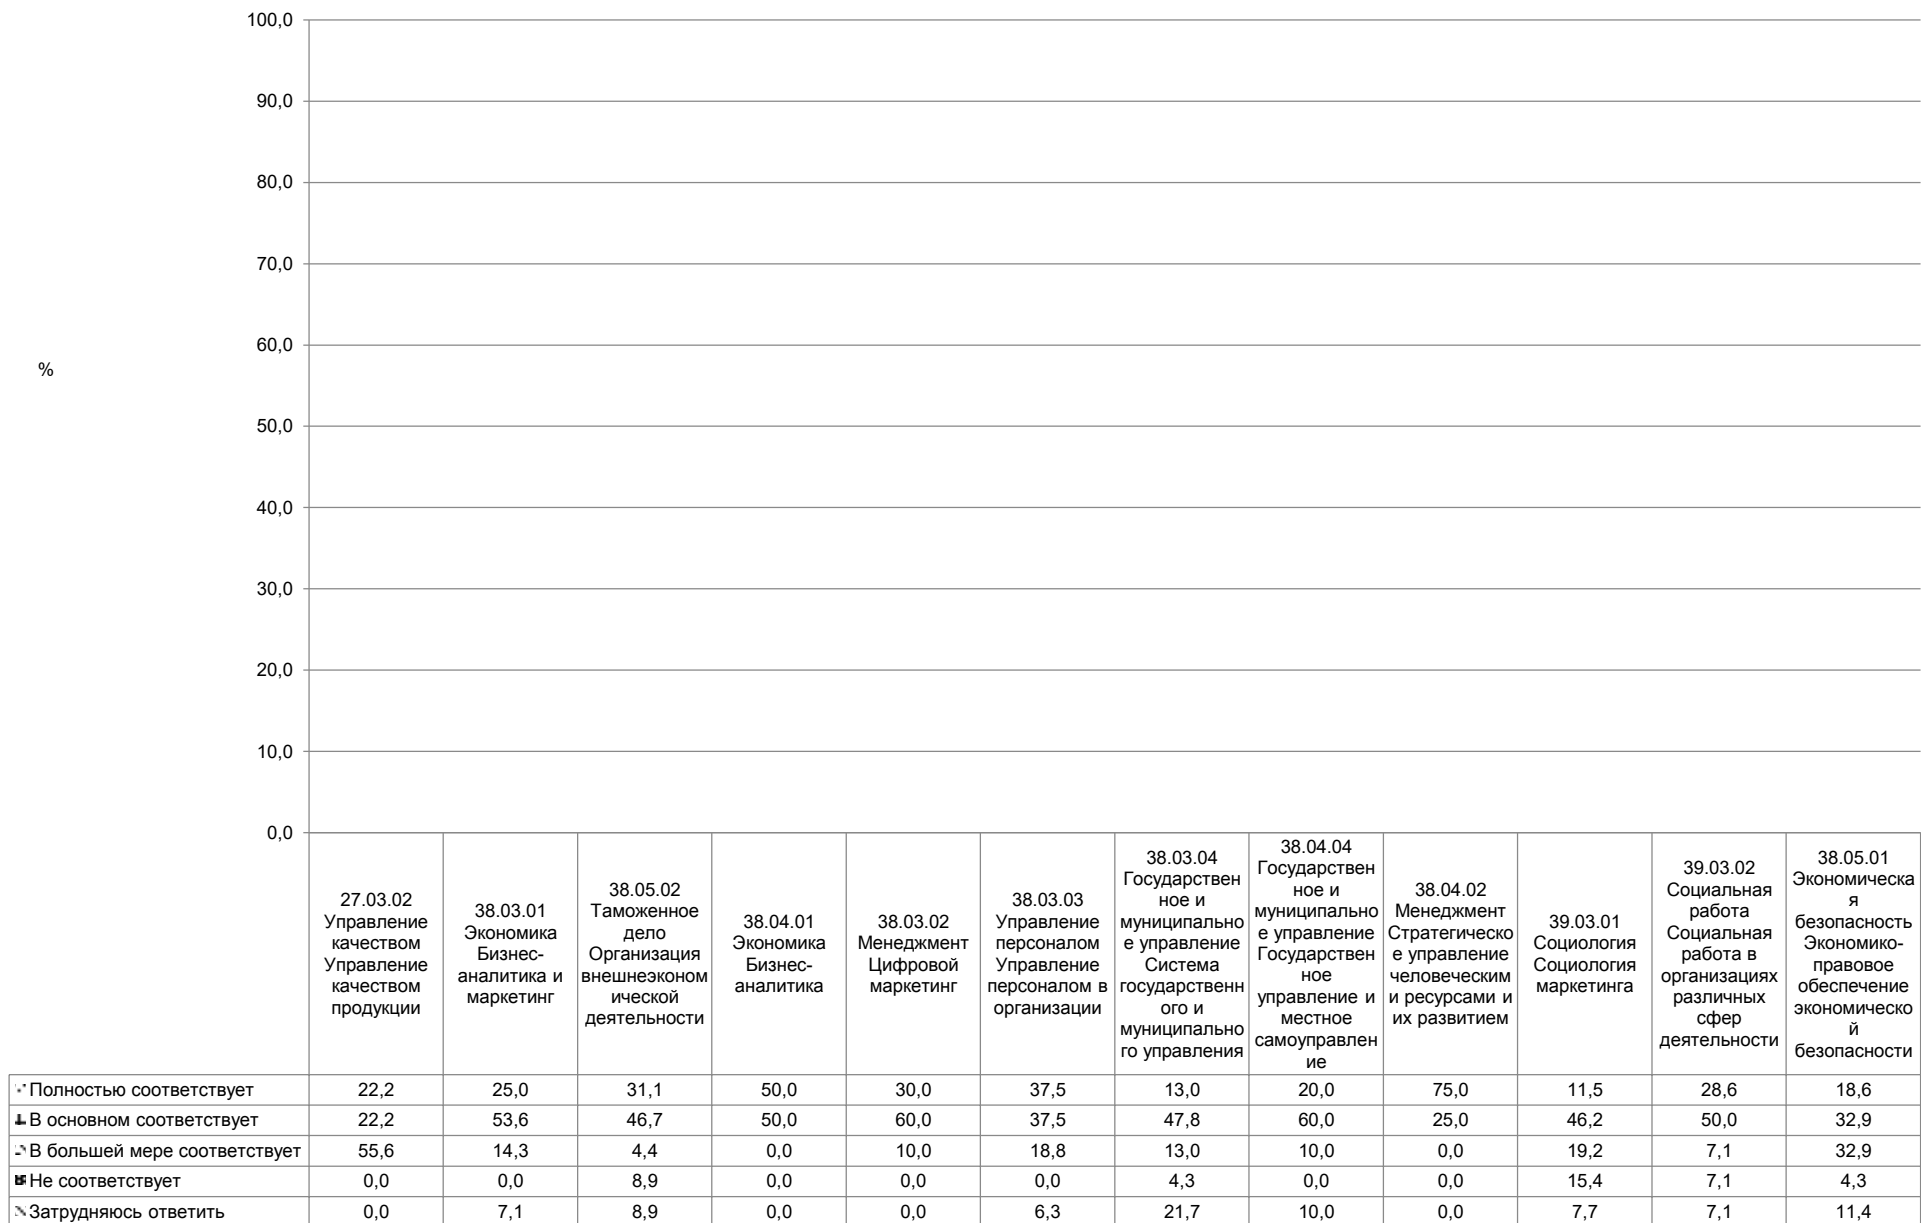 100,0
90,0
80,0
70,0
60,0
%
50,0
40,0
30,0
20,0
10,0
0,0
27.03.02
Управление
качеством
Управление
качеством
продукции
38.03.01
Экономика
Бизнес-
аналитика и
маркетинг
38.05.02
Таможенное
дело
Организация
внешнеэконом
ической
деятельности
38.04.01
Экономика
Бизнес-
аналитика
38.03.02
Менеджмент
Цифровой
маркетинг
38.03.03
Управление
персоналом
Управление
персоналом в
организации
38.03.04
Государствен
ное и
муниципально
е управление
Система
государственн
ого и
муниципально
го управления
38.04.04
Государствен
ное и
муниципально
е управление
Государствен
ное
управление и
местное
самоуправлен
ие
38.04.02
Менеджмент
Стратегическо
е управление
человеческим
и ресурсами и
их развитием
39.03.01
Социология
Социология
маркетинга
39.03.02
Социальная
работа
Социальная
работа в
организациях
различных
сфер
деятельности
38.05.01
Экономическа
я
безопасность
Экономико-
правовое
обеспечение
экономическо
й
безопасности
Полностью соответствует 22,2 25,0 31,1 50,0 30,0 37,5 13,0 20,0 75,0 11,5 28,6 18,6
В основном соответствует 22,2 53,6 46,7 50,0 60,0 37,5 47,8 60,0 25,0 46,2 50,0 32,9
В большей мере соответствует 55,6 14,3 4,4 0,0 10,0 18,8 13,0 10,0 0,0 19,2 7,1 32,9
Не соответствует 0,0 0,0 8,9 0,0 0,0 0,0 4,3 0,0 0,0 15,4 7,1 4,3
Затрудняюсь ответить 0,0 7,1 8,9 0,0 0,0 6,3 21,7 10,0 0,0 7,7 7,1 11,4